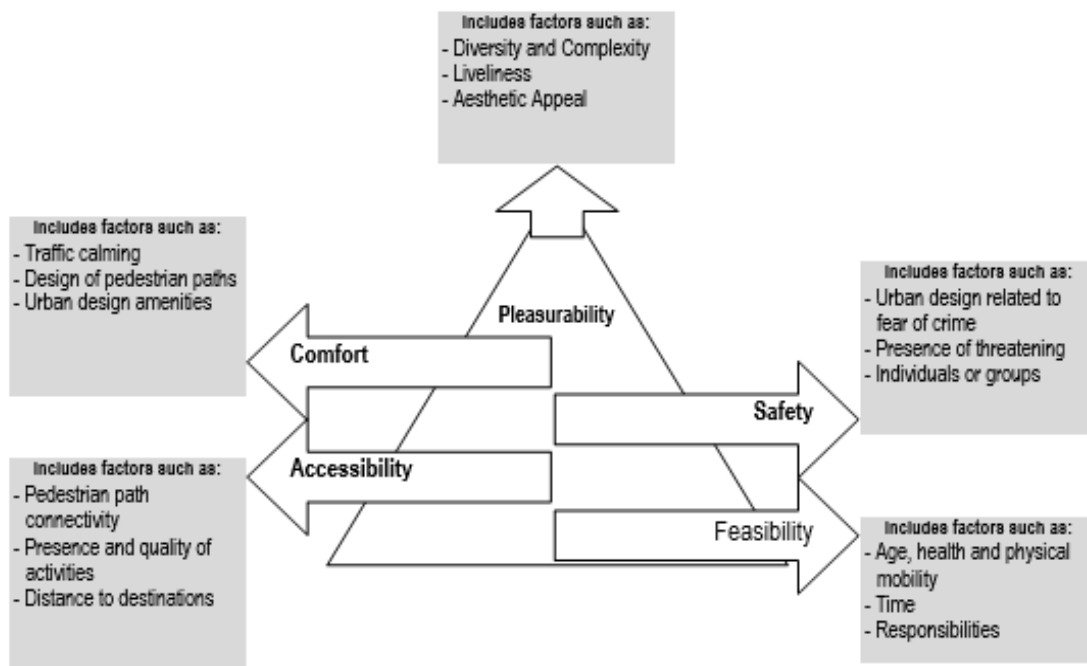 Includes factors such as:
- Diversity and Complexity
- Liveliness
- Aesthetic Appeal
Includes factors such as:
- Traffic calming
- Design of pedestrian paths
- Urban design amenities
Pleasurability
Comfort
Includes factors such as:
- Urban design related to
fear of crime
- Presence of threatening
- Individuals or groups
Safety
Includes factors such as:
- Pedestrian path
connectivity
- Presence and quality of
activities
- Distance to destinations
Accessibility
Feasibility
Includes factors such as:
- Age, health and physical
mobility
- Time
- Responsibilities